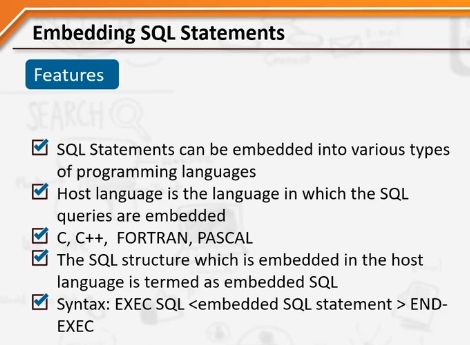 Embedding SQL Statements
Features
SEARCH
SQL Statements can be embedded into various types
of programming languages
Host language is the language in which the SQL
queries are embedded
C, C++, FORTRAN, PASCAL
The SQL structure which is embedded in the host
language is termed as embedded SQL
Syntax: EXEC SQL <embedded SQL statement > END-
EXEC